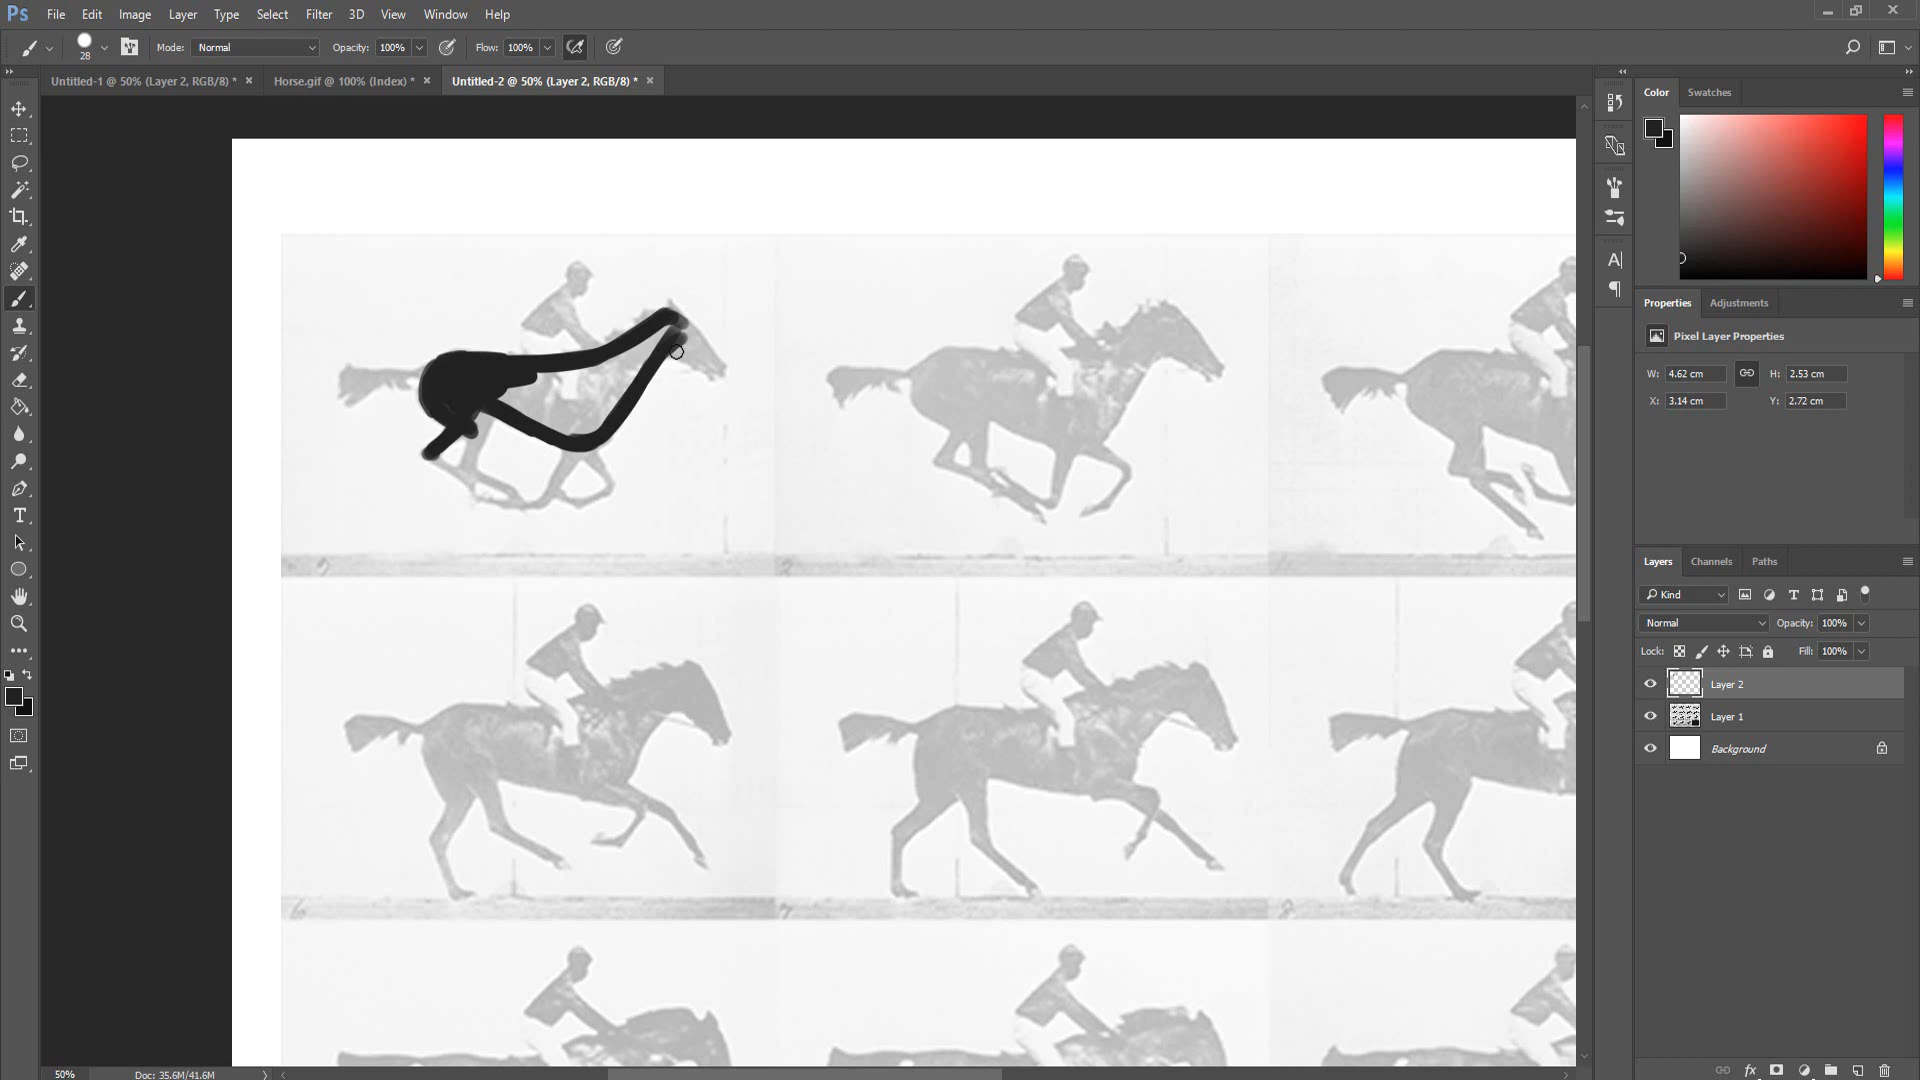 Ps File Edit Image Layer Type Select Filter 3D View Window Help
28 Mode: Normal Opacity: 100% Flow: 100%
Untitled-1 @ 50% (Layer 2, RGB/8) * × Horse.gif @ 100% (Index) * × Untitled-2 @ 50% (Layer 2, RGB/8) * ×
Color Swatches
Properties Adjustments
Pixel Layer Properties
W: 4.62 cm H: 2.53 cm
X: 3.14 cm Y: 2.72 cm
Layers Channels Paths
Kind
Normal Opacity: 100%
Lock: Fill: 100%
Layer 2
Layer 1
Background
50% Doc: 35.6M/41.6M